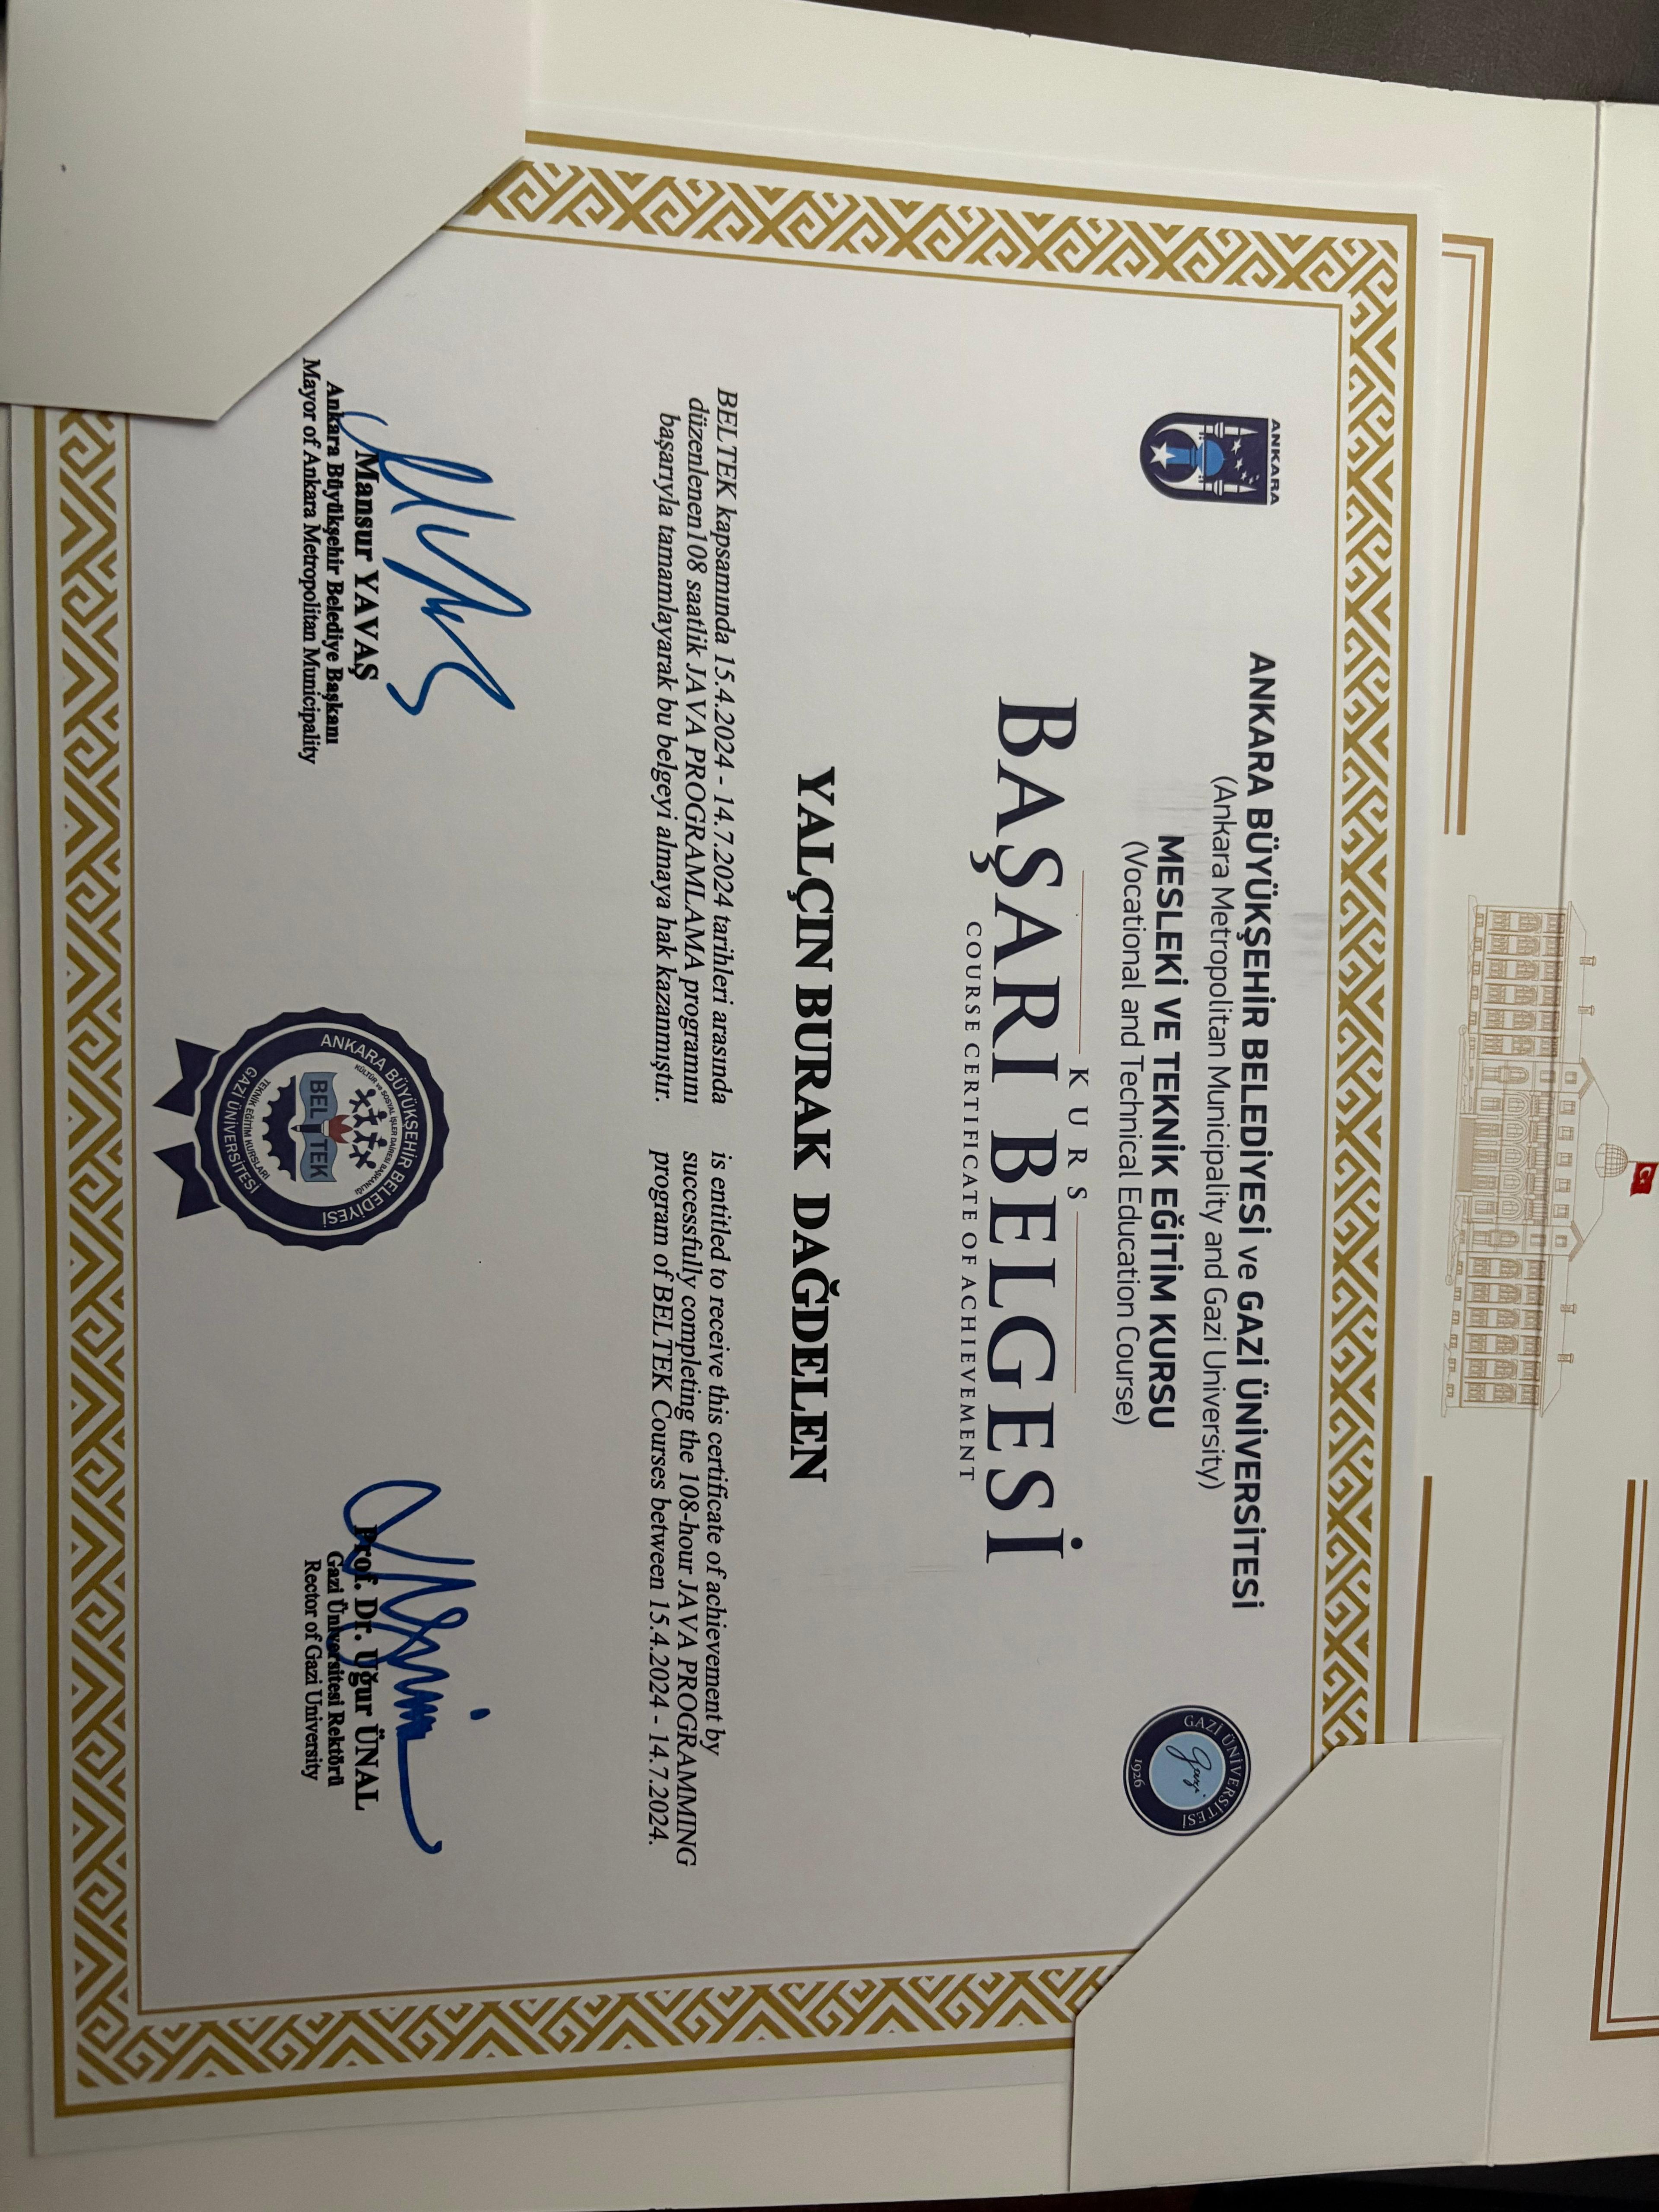 ANKARA
ANKARA BÜYÜKŞEHİR BELEDİYESİ ve GAZİ ÜNİVERSİTESİ
(Ankara Metropolitan Municipality and Gazi University)
MESLEKİ VE TEKNİK EĞİTİM KURSU
(Vocational and Technical Education Course)
GAZİ ÜNİVERSİTESİ
gazi
1926
KURS
BAŞARI BELGESİ
COURSE CERTIFICATE OF ACHIEVEMENT
YALÇIN BURAK DAĞDELEN
BELTEK kapsamında 15.4.2024 - 14.7.2024 tarihleri arasında
düzenlenen108 saatlik JAVA PROGRAMLAMA programını
başarıyla tamamlayarak bu belgeyi almaya hak kazanmıştır.
is entitled to receive this certificate of achievement by
successfully completing the 108-hour JAVA PROGRAMMING
program of BELTEK Courses between 15.4.2024 - 14.7.2024.
Mansur YAVAŞ
Ankara Büyükşehir Belediye Başkanı
Mayor of Ankara Metropolitan Municipality
ANKARA BÜYÜKŞEHİR BELEDİYESİ
KÜLTÜR ve SOSYAL İŞLER DAİRESİ BAŞKANLIĞI
BEL TEK
TEKNİK EĞİTİM KURSLARI
GAZİ ÜNİVERSİTESİ
Prof. Dr. Uğur ÜNAL
Gazi Üniversitesi Rektörü
Rector of Gazi University